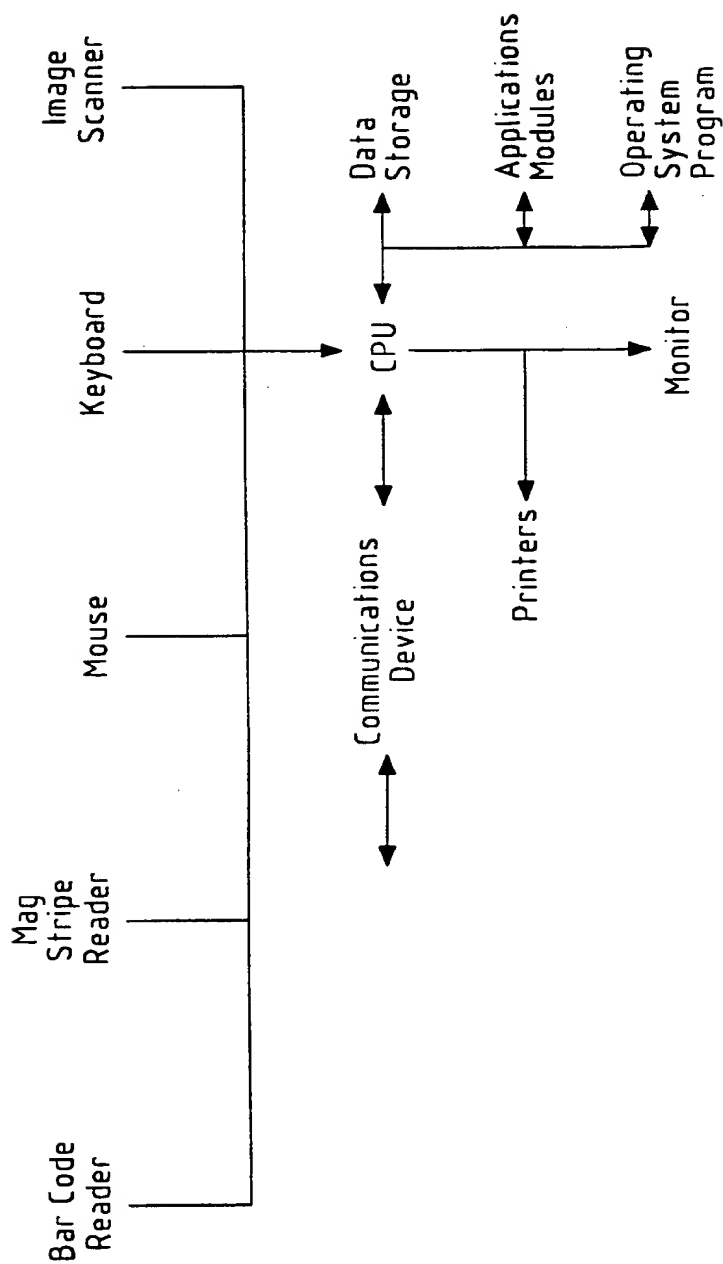 Bar Code
Reader
Mag
Stripe
Reader
Mouse
Keyboard
Image
Scanner
Communications
Device
CPU
Data
Storage
Printers
Applications
Modules
Monitor
Operating
System
Program